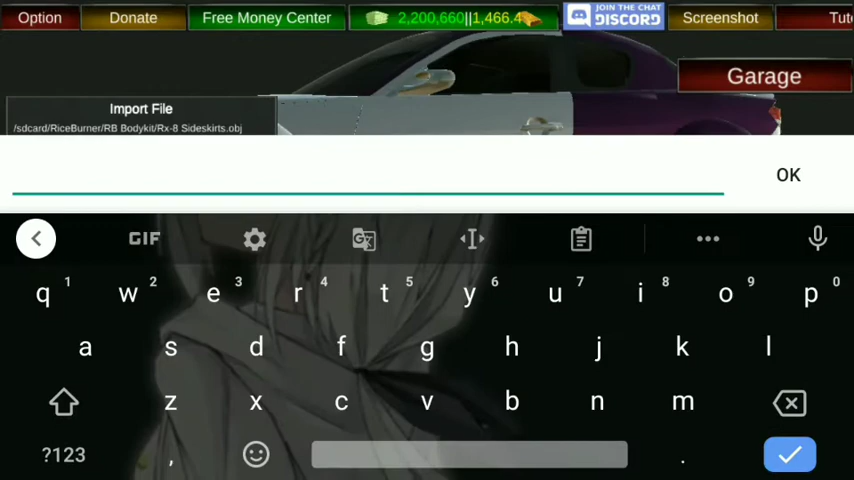 Option
Donate
Free Money Center
2,200,660||1,466.4
JOIN THE CHAT
DISCORD
Screenshot
Tut
Garage
Import File
/sdcard/RiceBurner/RB Bodykit/Rx-8 Sideskirts.obj
OK
GIF
q 1 w 2 e 3 r 4 t 5 y 6 u 7 i 8 o 9 p 0
a s d f g h j k l
z x c v b n m
?123 , .